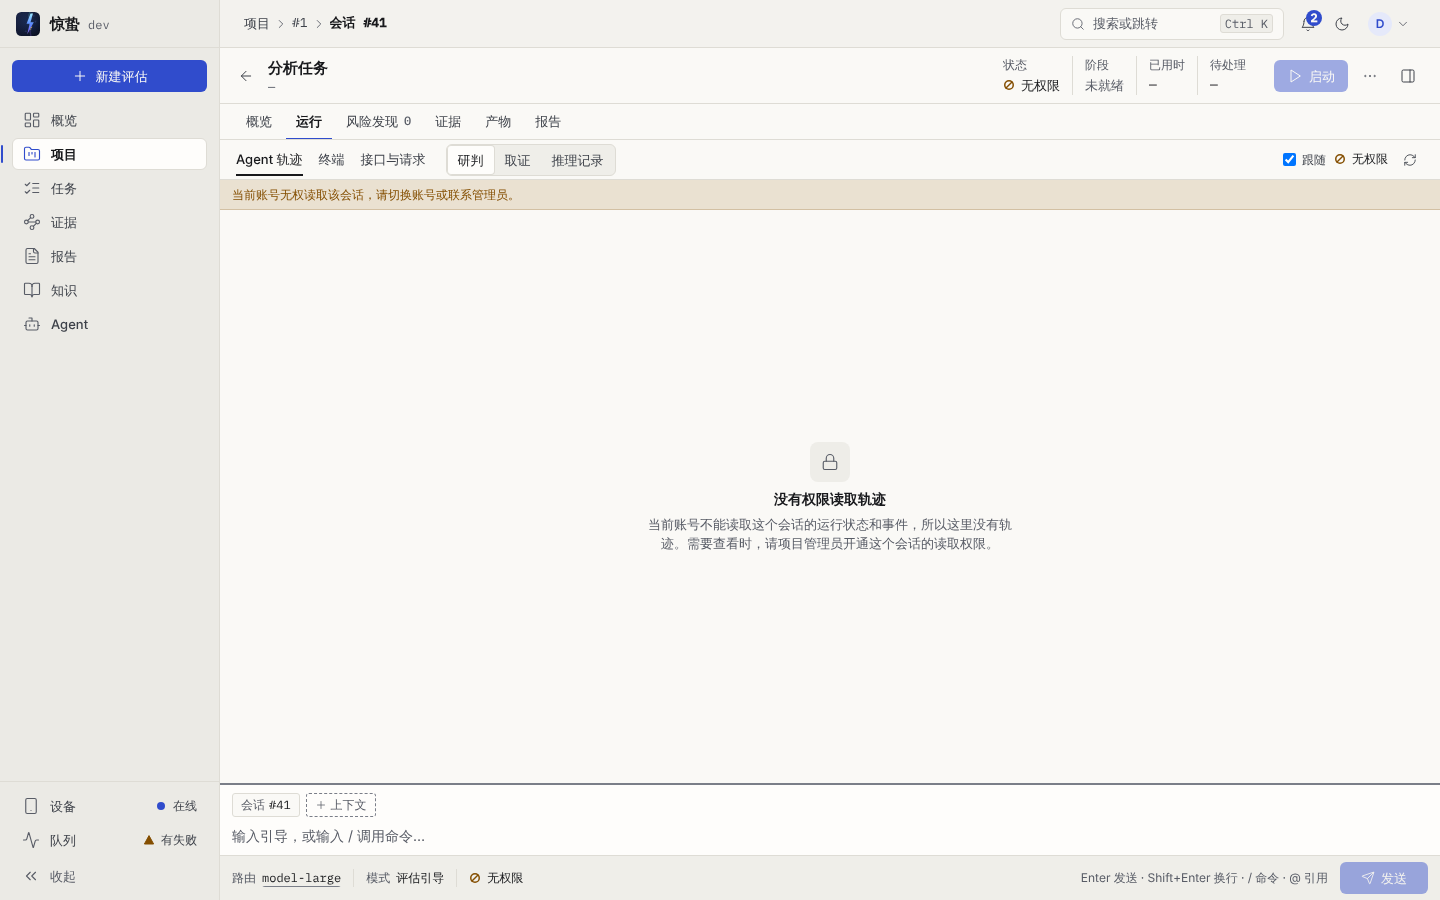 惊蛰 dev
新建评估
概览
项目
任务
证据
报告
知识
Agent
设备 在线
队列 有失败
收起
项目 #1 会话 #41
搜索或跳转 Ctrl K
2
D
分析任务
—
状态
无权限
阶段
未就绪
已用时
—
待处理
—
启动
概览 运行 风险发现 0 证据 产物 报告
Agent 轨迹 终端 接口与请求 研判 取证 推理记录
跟随 无权限
当前账号无权读取该会话，请切换账号或联系管理员。
没有权限读取轨迹
当前账号不能读取这个会话的运行状态和事件，所以这里没有轨
迹。需要查看时，请项目管理员开通这个会话的读取权限。
会话 #41 上下文
输入引导，或输入 / 调用命令...
路由 model-large 模式 评估引导 无权限
Enter 发送 · Shift+Enter 换行 · / 命令 · @ 引用
发送